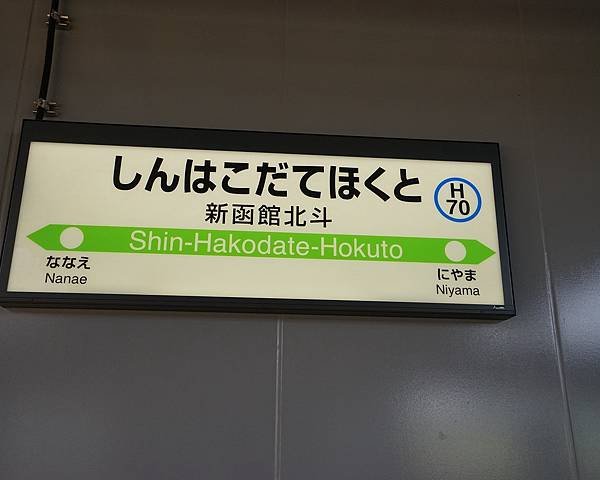 しんはこだてほくと
H
70
新函館北斗
Shin-Hakodate-Hokuto
ななえ
Nanae
にやま
Niyama